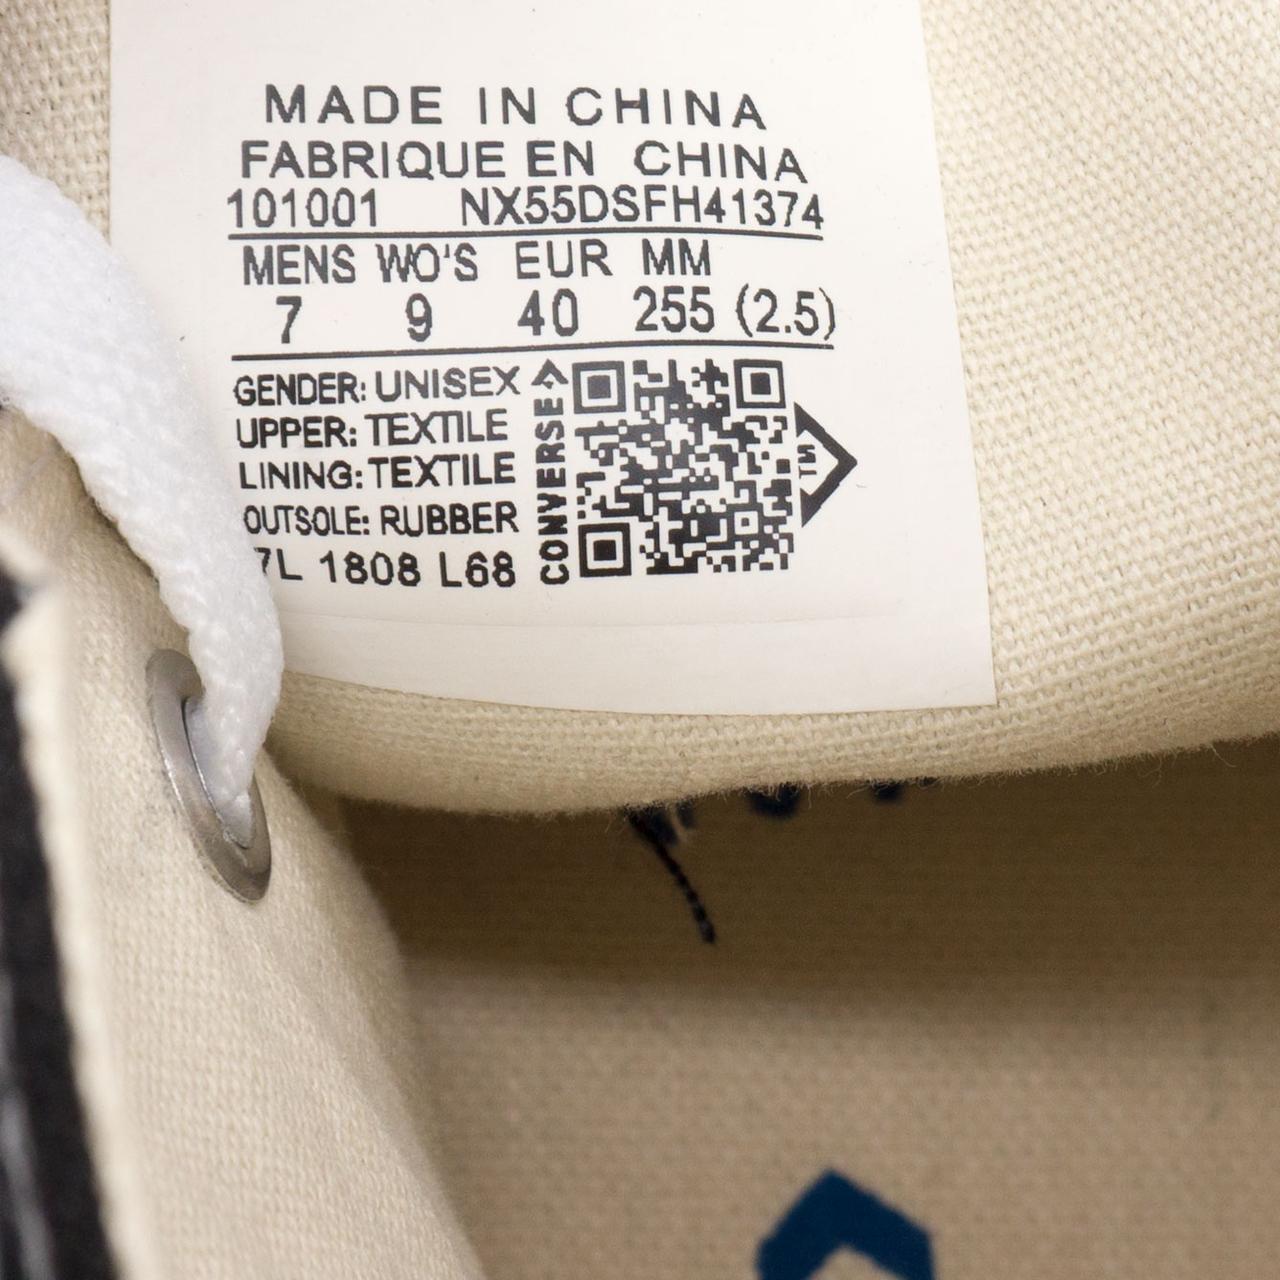 MADE IN CHINA
FABRIQUE EN CHINA
101001 NX55DSFH41374
MENS WO'S EUR MM
7 9 40 255 (2.5)
GENDER: UNISEX
UPPER: TEXTILE
LINING: TEXTILE
OUTSOLE: RUBBER
7L 1808 L68
CONVERSE
TM